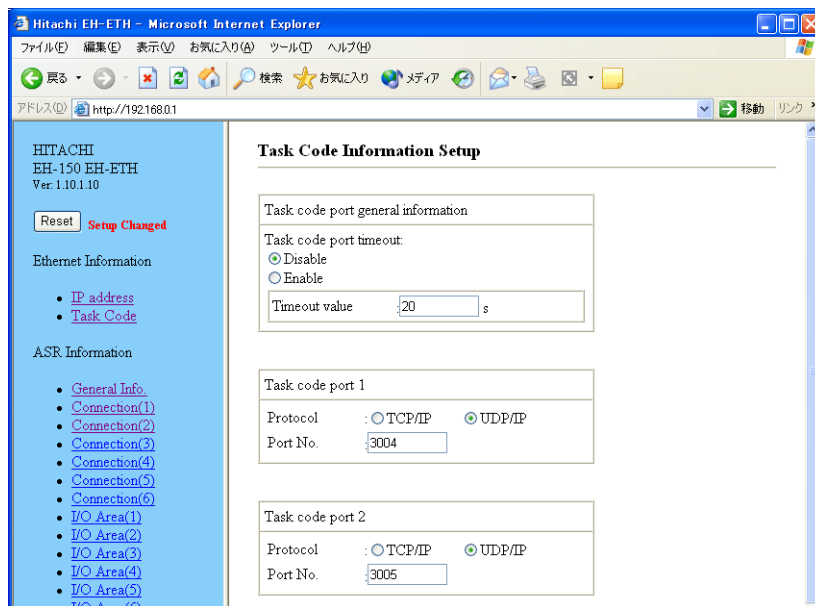 Hitachi EH-ETH - Microsoft Internet Explorer
ファイル(F) 編集(E) 表示(V) お気に入り(A) ツール(T) ヘルプ(H)
戻る 検索 お気に入り メディア
アドレス(D) http://192.168.0.1 移動 リンク »
HITACHI
EH-150 EH-ETH
Ver: 1.10.1.10
Reset Setup Changed
Ethernet Information
IP address
Task Code
ASR Information
General Info.
Connection(1)
Connection(2)
Connection(3)
Connection(4)
Connection(5)
Connection(6)
I/O Area(1)
I/O Area(2)
I/O Area(3)
I/O Area(4)
I/O Area(5)
Task Code Information Setup
Task code port general information
Task code port timeout:
Disable
Enable
Timeout value :20 s
Task code port 1
Protocol : TCP/IP UDP/IP
Port No. :3004
Task code port 2
Protocol : TCP/IP UDP/IP
Port No. :3005